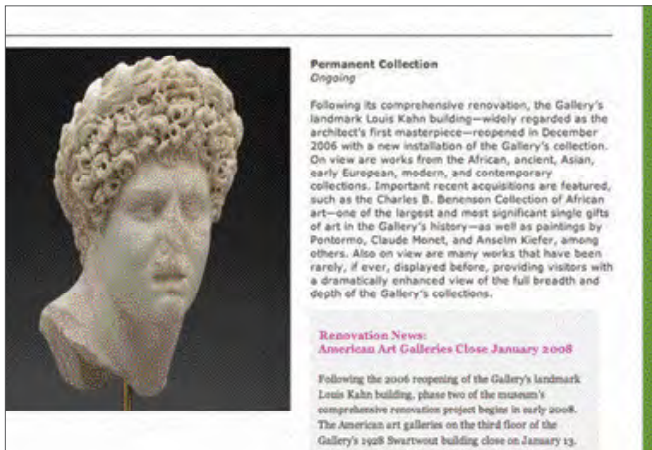 Permanent Collection
Ongoing
Following its comprehensive renovation, the Gallery's
landmark Louis Kahn building—widely regarded as the
architect's first masterpiece—reopened in December
2006 with a new installation of the Gallery's collection.
On view are works from the African, ancient, Asian,
early European, modern, and contemporary
collections. Important recent acquisitions are featured,
such as the Charles B. Benenson Collection of African
art—one of the largest and most significant single gifts
of art in the Gallery's history—as well as paintings by
Pontormo, Claude Monet, and Anselm Kiefer, among
others. Also on view are many works that have been
rarely, if ever, displayed before, providing visitors with
a dramatically enhanced view of the full breadth and
depth of the Gallery's collections.
Renovation News:
American Art Galleries Close January 2008
Following the 2006 reopening of the Gallery's landmark
Louis Kahn building, phase two of the museum's
comprehensive renovation project begins in early 2008.
The American art galleries on the third floor of the
Gallery's 1928 Swartwout building close on January 13.